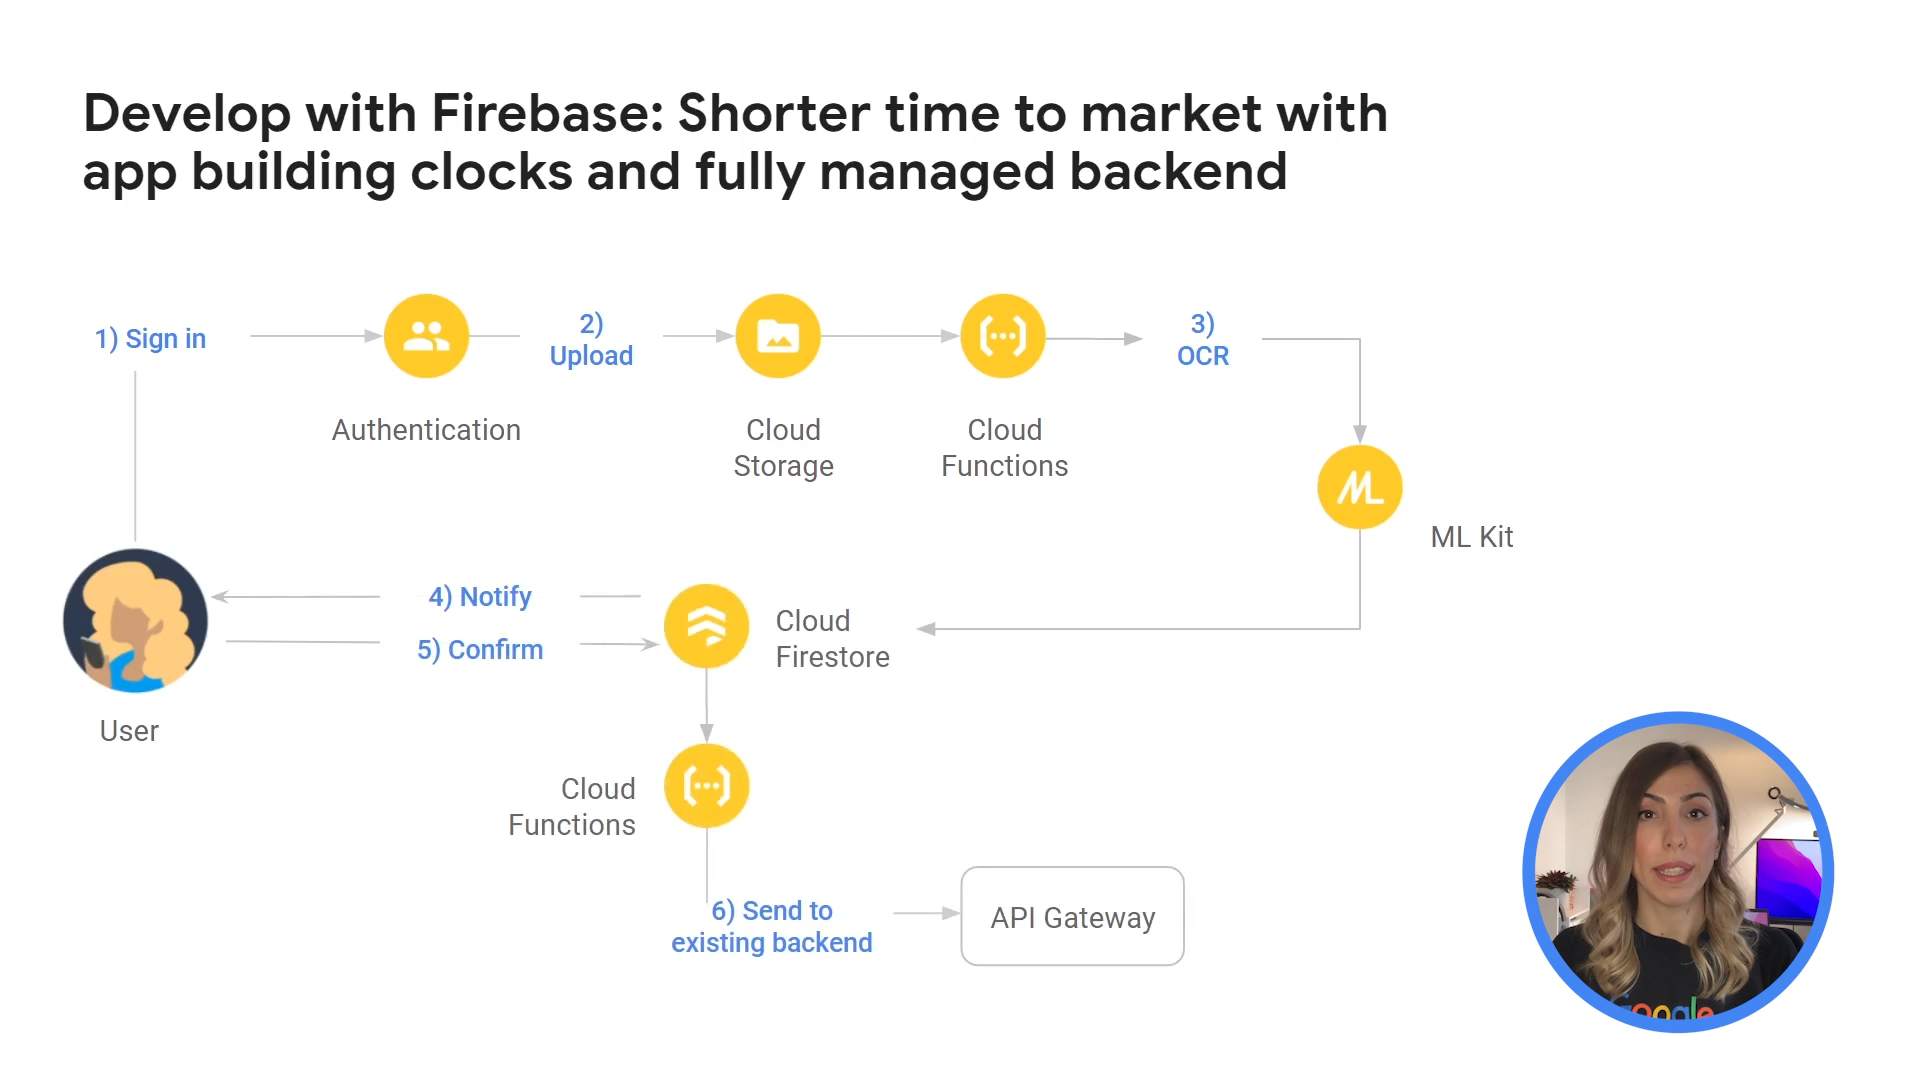 Develop with Firebase: Shorter time to market with
app building clocks and fully managed backend
1) Sign in
2)
Upload
3)
OCR
Authentication
Cloud
Storage
Cloud
Functions
ML Kit
4) Notify
5) Confirm
Cloud
Firestore
User
Cloud
Functions
6) Send to
existing backend
API Gateway
Google